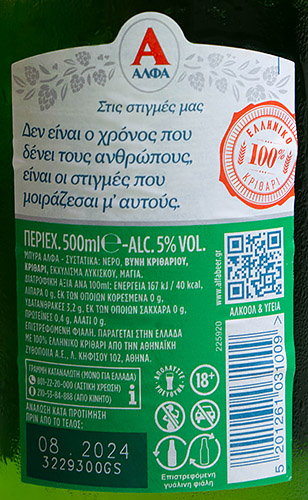 Α
ΑΛΦΑ
Στις στιγμές μας
Δεν είναι ο χρόνος που
δένει τους ανθρώπους,
είναι οι στιγμές που
μοιράζεσαι μ' αυτούς.
ΕΛΛΗΝΙΚΟ
100%
ΚΡΙΘΑΡΙ
ΠΕΡΙΕΧ. 500ml℮-ALC. 5% VOL.
ΜΠΥΡΑ ΑΛΦΑ - ΣΥΣΤΑΤΙΚΑ: ΝΕΡΟ, ΒΥΝΗ ΚΡΙΘΑΡΙΟΥ,
ΚΡΙΘΑΡΙ, ΕΚΧΥΛΙΣΜΑ ΛΥΚΙΣΚΟΥ, ΜΑΓΙΑ.
ΔΙΑΤΡΟΦΙΚΗ ΑΞΙΑ ΑΝΑ 100ml: ΕΝΕΡΓΕΙΑ 167 kJ / 40 kcal,
ΛΙΠΑΡΑ 0 g, ΕΚ ΤΩΝ ΟΠΟΙΩΝ ΚΟΡΕΣΜΕΝΑ 0 g,
ΥΔΑΤΑΝΘΡΑΚΕΣ 3,2 g, ΕΚ ΤΩΝ ΟΠΟΙΩΝ ΣΑΚΧΑΡΑ 0 g,
ΠΡΩΤΕΪΝΕΣ 0,4 g, ΑΛΑΤΙ 0 g.
ΕΠΙΣΤΡΕΦΟΜΕΝΗ ΦΙΑΛΗ. ΠΑΡΑΓΕΤΑΙ ΣΤΗΝ ΕΛΛΑΔΑ
ΜΕ 100% ΕΛΛΗΝΙΚΟ ΚΡΙΘΑΡΙ ΑΠΟ ΤΗΝ ΑΘΗΝΑΪΚΗ
ΖΥΘΟΠΟΙΙΑ Α.Ε., Λ. ΚΗΦΙΣΟΥ 102, ΑΘΗΝΑ.
www.alfabeer.gr
ΑΛΚΟΟΛ & ΥΓΕΙΑ
225920
ΓΡΑΜΜΗ ΚΑΤΑΝΑΛΩΤΗ (ΜΟΝΟ ΓΙΑ ΕΛΛΑΔΑ)
801-22-20-000 (ΑΣΤΙΚΗ ΧΡΕΩΣΗ)
210-53-84-888 (ΑΠΟ ΚΙΝΗΤΟ)
ΑΝΑΛΩΣΗ ΚΑΤΑ ΠΡΟΤΙΜΗΣΗ
ΠΡΙΝ ΑΠΟ ΤΟ ΤΕΛΟΣ:
08. 2024
3229300GS
ΑΠΟΛΑΥΣΤΕ
ΥΠΕΥΘΥΝΑ
18+
Επιστρεφόμενη
γυάλινη φιάλη
5 201261 031009